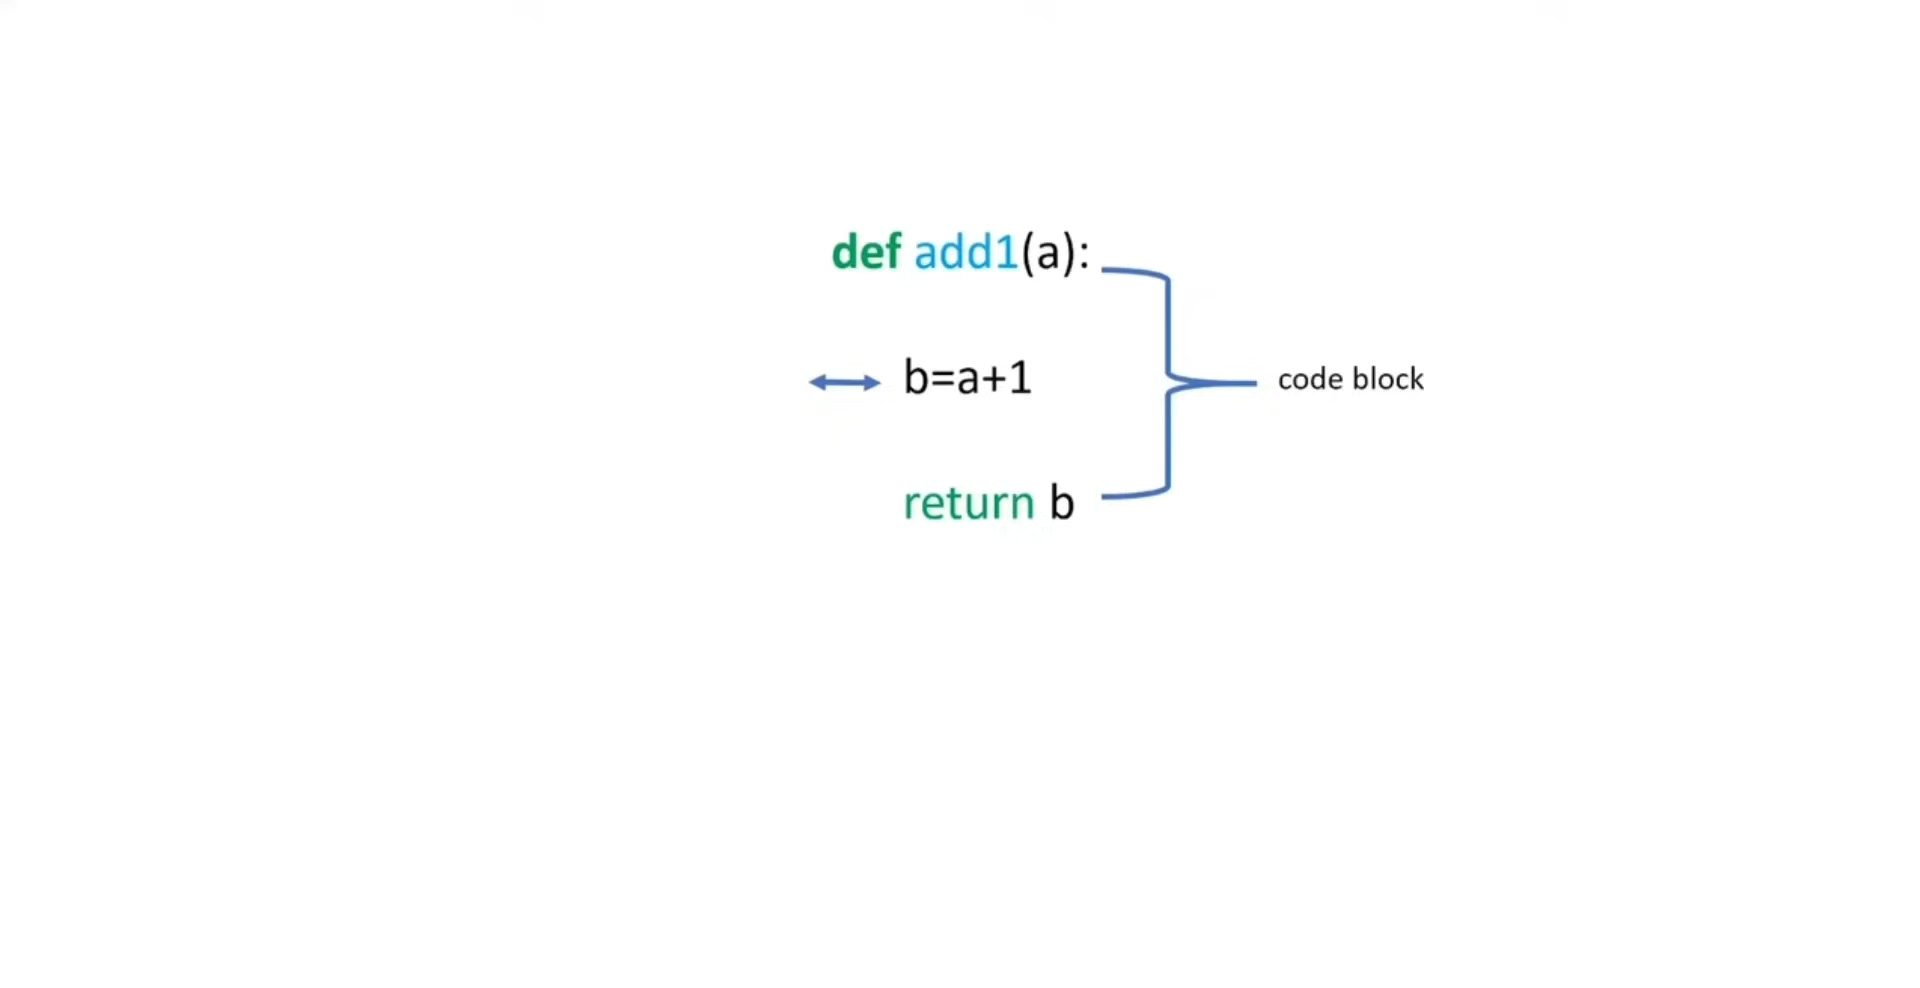 def add1(a):
b=a+1
code block
return b